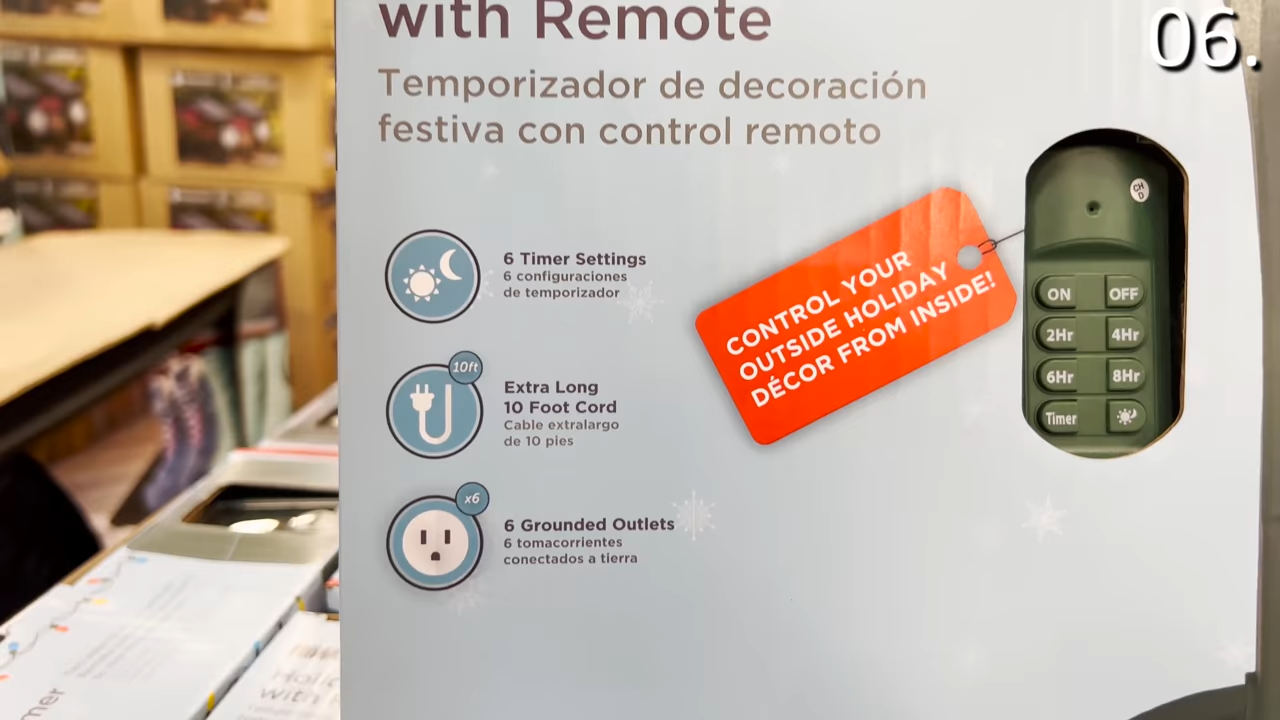 06.
with Remote
Temporizador de decoración
festiva con control remoto
6 Timer Settings
6 configuraciones
de temporizador
10ft
Extra Long
10 Foot Cord
Cable extralargo
de 10 pies
x6
6 Grounded Outlets
6 tomacorrientes
conectados a tierra
CONTROL YOUR
OUTSIDE HOLIDAY
DÉCOR FROM INSIDE!
CH
D
ON OFF
2Hr 4Hr
6Hr 8Hr
Timer
mer
with